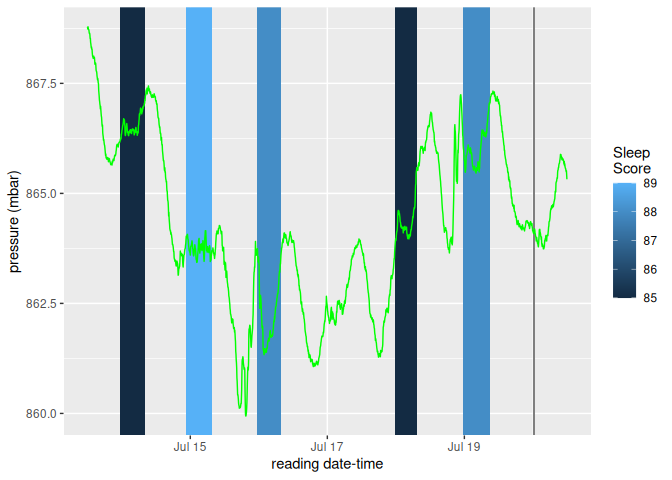 867.5
865.0
862.5
860.0
pressure (mbar)
Jul 15
Jul 17
Jul 19
reading date-time
Sleep
Score
89
88
87
86
85